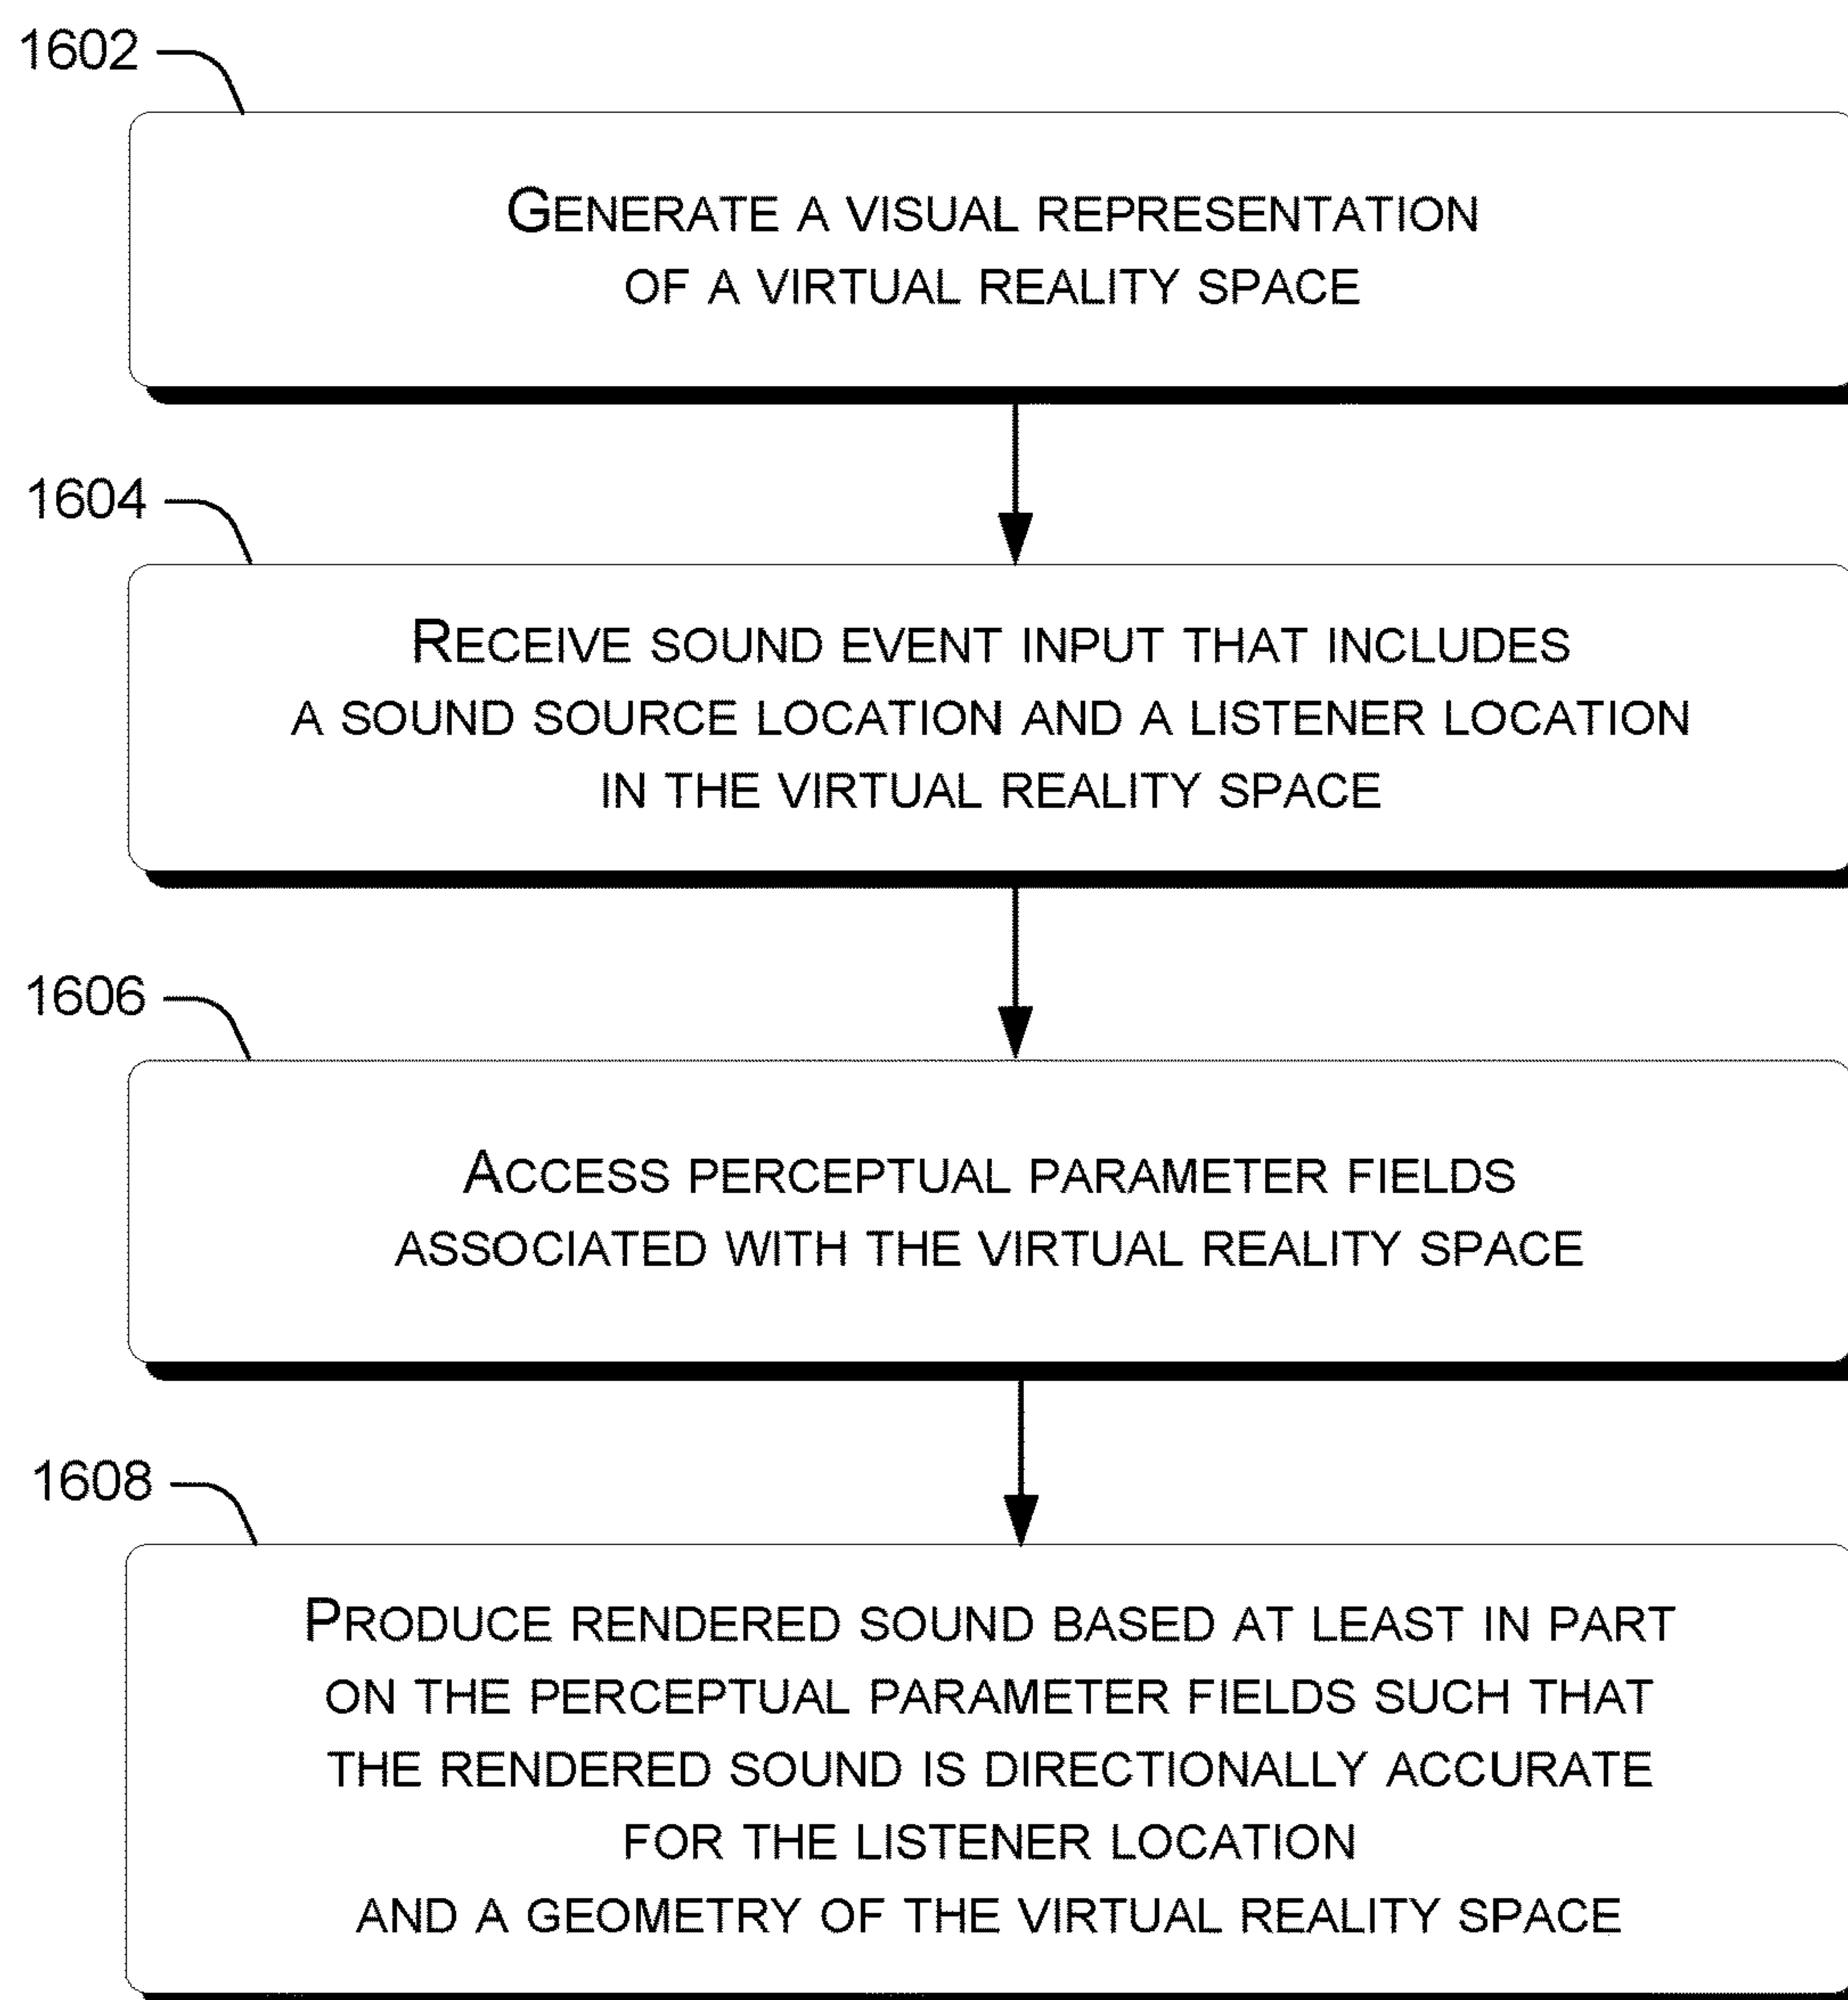 1602
GENERATE A VISUAL REPRESENTATION
OF A VIRTUAL REALITY SPACE
1604
RECEIVE SOUND EVENT INPUT THAT INCLUDES
A SOUND SOURCE LOCATION AND A LISTENER LOCATION
IN THE VIRTUAL REALITY SPACE
1606
ACCESS PERCEPTUAL PARAMETER FIELDS
ASSOCIATED WITH THE VIRTUAL REALITY SPACE
1608
PRODUCE RENDERED SOUND BASED AT LEAST IN PART
ON THE PERCEPTUAL PARAMETER FIELDS SUCH THAT
THE RENDERED SOUND IS DIRECTIONALLY ACCURATE
FOR THE LISTENER LOCATION
AND A GEOMETRY OF THE VIRTUAL REALITY SPACE